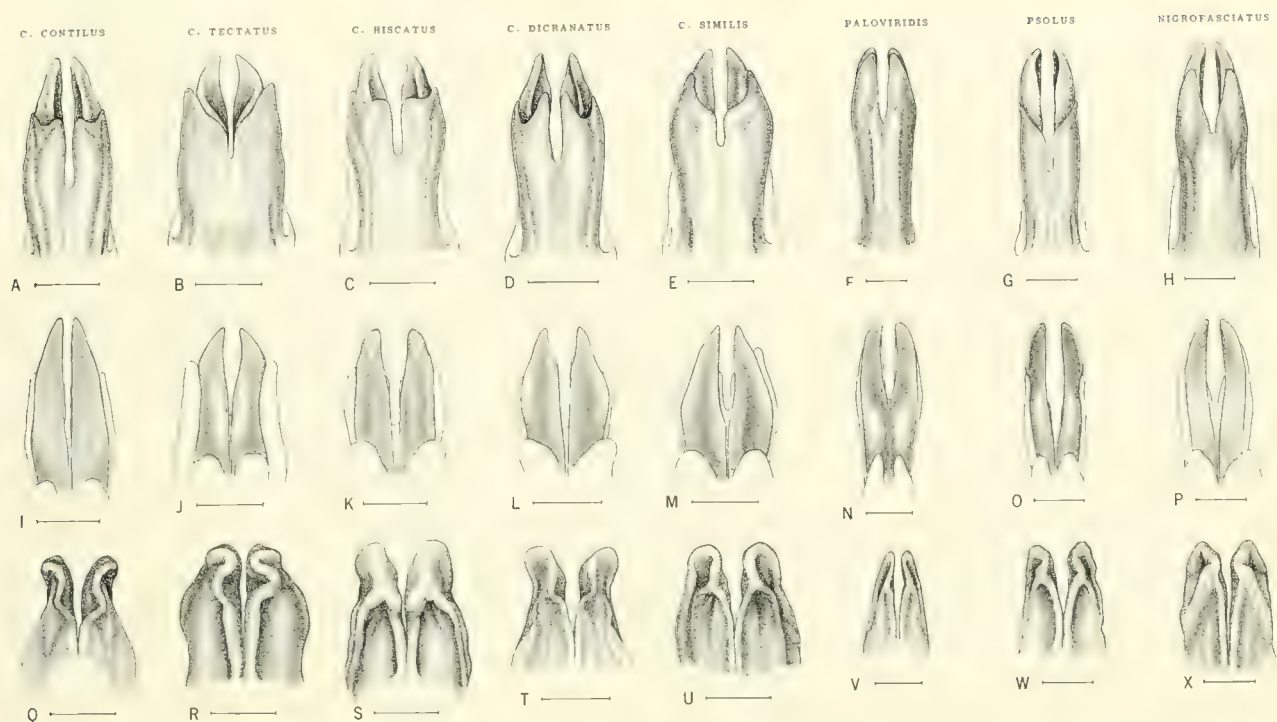 C. CONTILUS C. TECTATUS C. HISCATUS C. DICRANATUS C. SIMILIS PALOVIRIDIS PSOLUS NIGROFASCIATUS
A B C D E F G H
I J K L M N O P
Q R S T U V W X